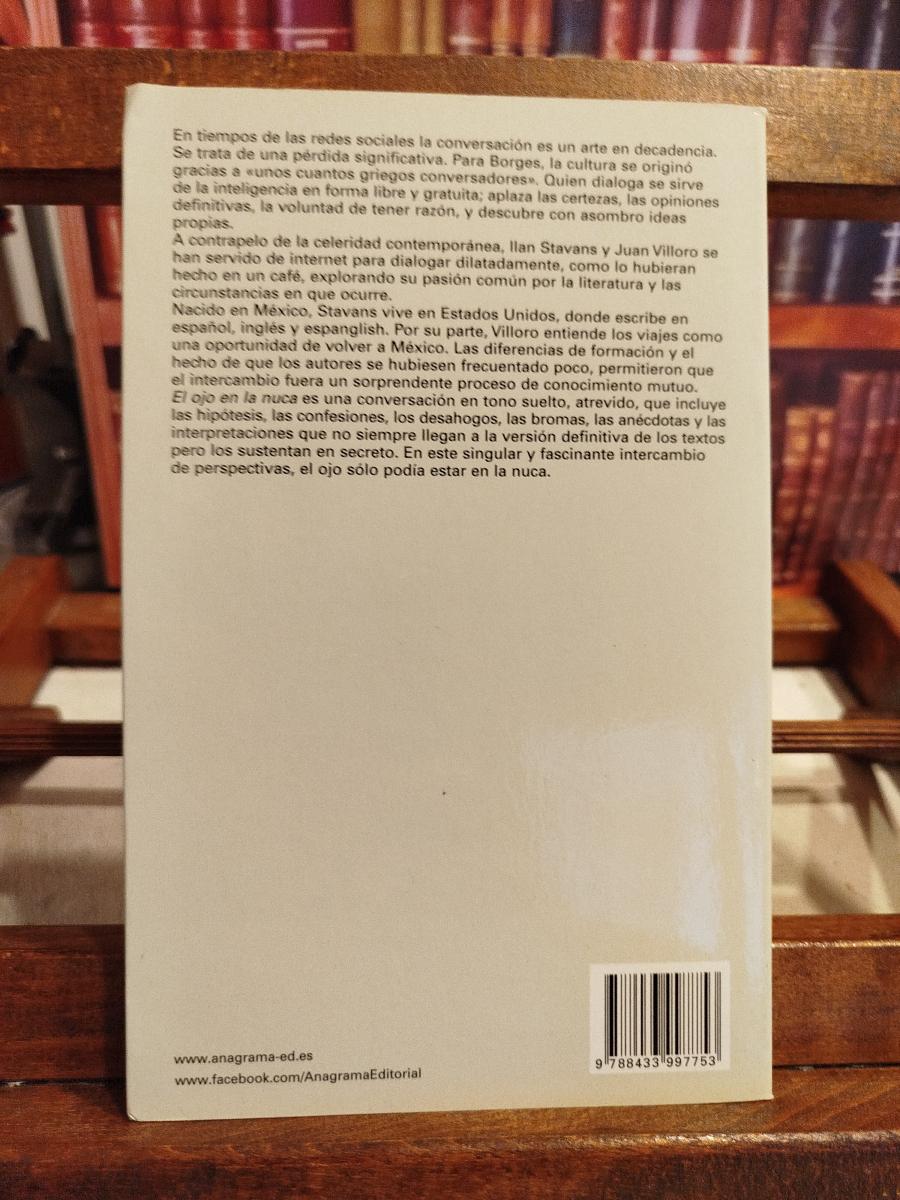 En tiempos de las redes sociales la conversación es un arte en decadencia.
Se trata de una pérdida significativa. Para Borges, la cultura se originó
gracias a «unos cuantos griegos conversadores». Quien dialoga se sirve
de la inteligencia en forma libre y gratuita; aplaza las certezas, las opiniones
definitivas, la voluntad de tener razón, y descubre con asombro ideas
propias.
A contrapelo de la celeridad contemporánea, Ilan Stavans y Juan Villoro se
han servido de internet para dialogar dilatadamente, como lo hubieran
hecho en un café, explorando su pasión común por la literatura y las
circunstancias en que ocurre.
Nacido en México, Stavans vive en Estados Unidos, donde escribe en
español, inglés y espanglish. Por su parte, Villoro entiende los viajes como
una oportunidad de volver a México. Las diferencias de formación y el
hecho de que los autores se hubiesen frecuentado poco, permitieron que
el intercambio fuera un sorprendente proceso de conocimiento mutuo.
El ojo en la nuca es una conversación en tono suelto, atrevido, que incluye
las hipótesis, las confesiones, los desahogos, las bromas, las anécdotas y las
interpretaciones que no siempre llegan a la versión definitiva de los textos
pero los sustentan en secreto. En este singular y fascinante intercambio
de perspectivas, el ojo sólo podía estar en la nuca.
www.anagrama-ed.es
www.facebook.com/AnagramaEditorial
9 788433 997753